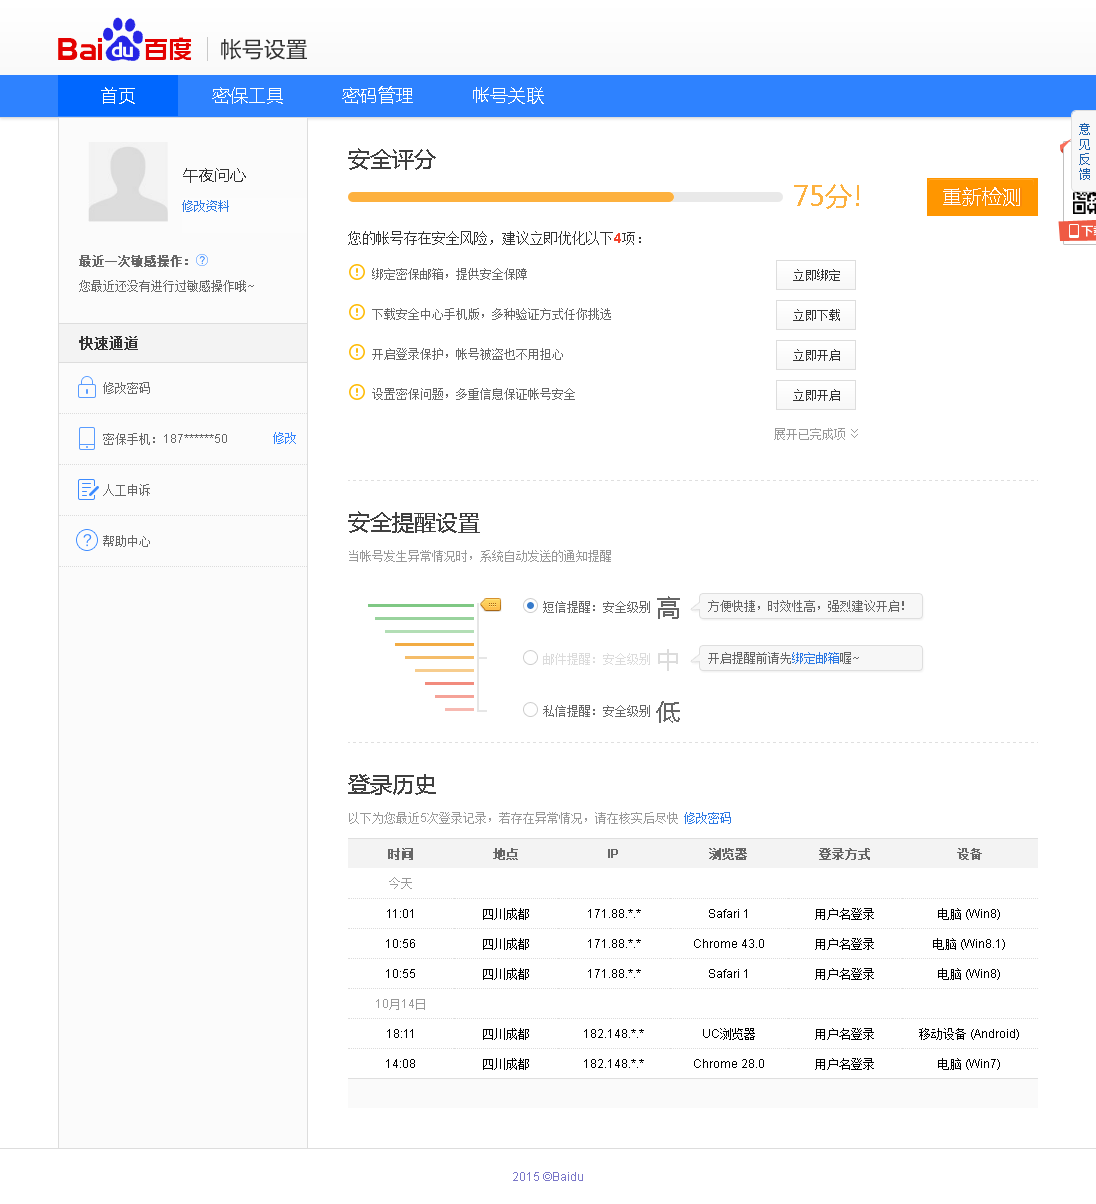 Baidu百度 帐号设置
首页 密保工具 密码管理 帐号关联
意见反馈
下载
午夜问心
修改资料
最近一次敏感操作：
您最近还没有进行过敏感操作哦~
快速通道
修改密码
密保手机：187******50 修改
人工申诉
帮助中心
安全评分
75分! 重新检测
您的帐号存在安全风险，建议立即优化以下4项：
绑定密保邮箱，提供安全保障 立即绑定
下载安全中心手机版，多种验证方式任你挑选 立即下载
开启登录保护，帐号被盗也不用担心 立即开启
设置密保问题，多重信息保证帐号安全 立即开启
展开已完成项
安全提醒设置
当帐号发生异常情况时，系统自动发送的通知提醒
短信提醒：安全级别 高 方便快捷，时效性高，强烈建议开启！
邮件提醒：安全级别 中 开启提醒前请先绑定邮箱喔~
私信提醒：安全级别 低
登录历史
以下为您最近5次登录记录，若存在异常情况，请在核实后尽快 修改密码
时间 地点 IP 浏览器 登录方式 设备
今天
11:01 四川成都 171.88.*.* Safari 1 用户名登录 电脑 (Win8)
10:56 四川成都 171.88.*.* Chrome 43.0 用户名登录 电脑 (Win8.1)
10:55 四川成都 171.88.*.* Safari 1 用户名登录 电脑 (Win8)
10月14日
18:11 四川成都 182.148.*.* UC浏览器 用户名登录 移动设备 (Android)
14:08 四川成都 182.148.*.* Chrome 28.0 用户名登录 电脑 (Win7)
2015 ©Baidu